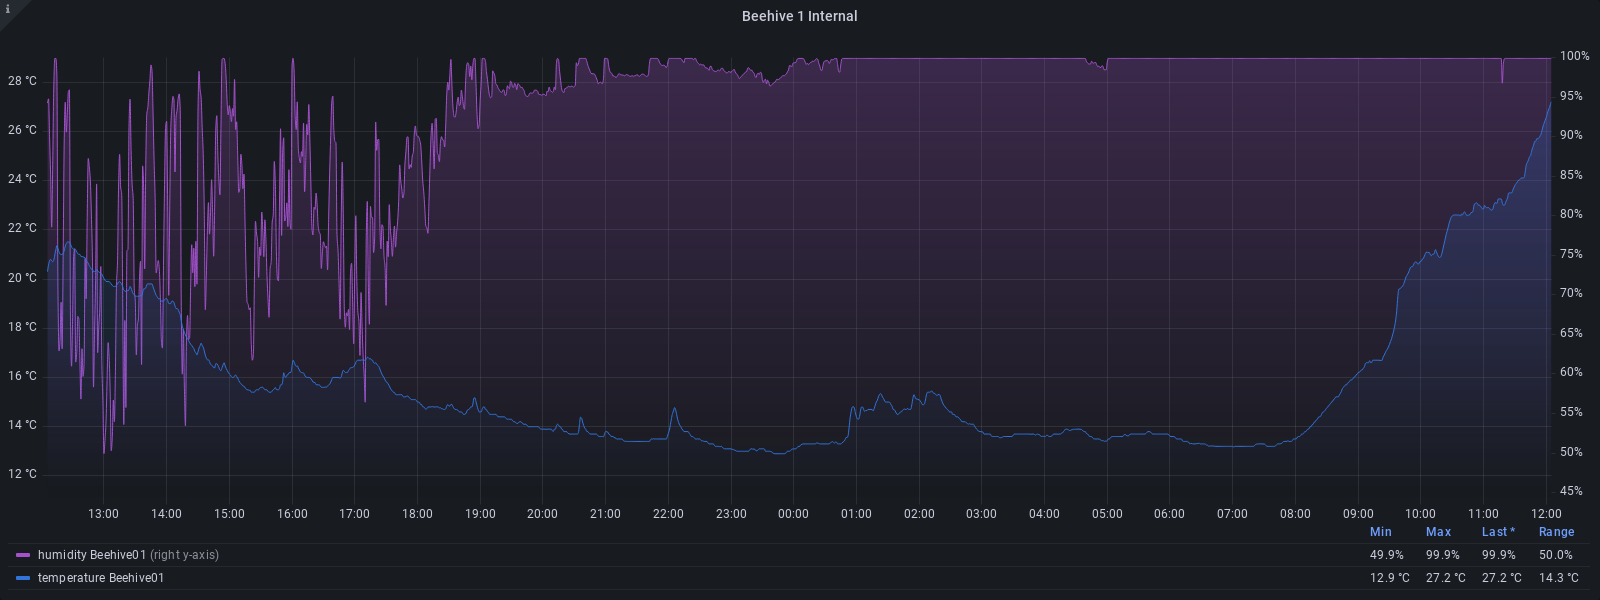 i
Beehive 1 Internal
28 °C
26 °C
24 °C
22 °C
20 °C
18 °C
16 °C
14 °C
12 °C
100%
95%
90%
85%
80%
75%
70%
65%
60%
55%
50%
45%
13:00 14:00 15:00 16:00 17:00 18:00 19:00 20:00 21:00 22:00 23:00 00:00 01:00 02:00 03:00 04:00 05:00 06:00 07:00 08:00 09:00 10:00 11:00 12:00
Min Max Last * Range
humidity Beehive01 (right y-axis) 49.9% 99.9% 99.9% 50.0%
temperature Beehive01 12.9 °C 27.2 °C 27.2 °C 14.3 °C